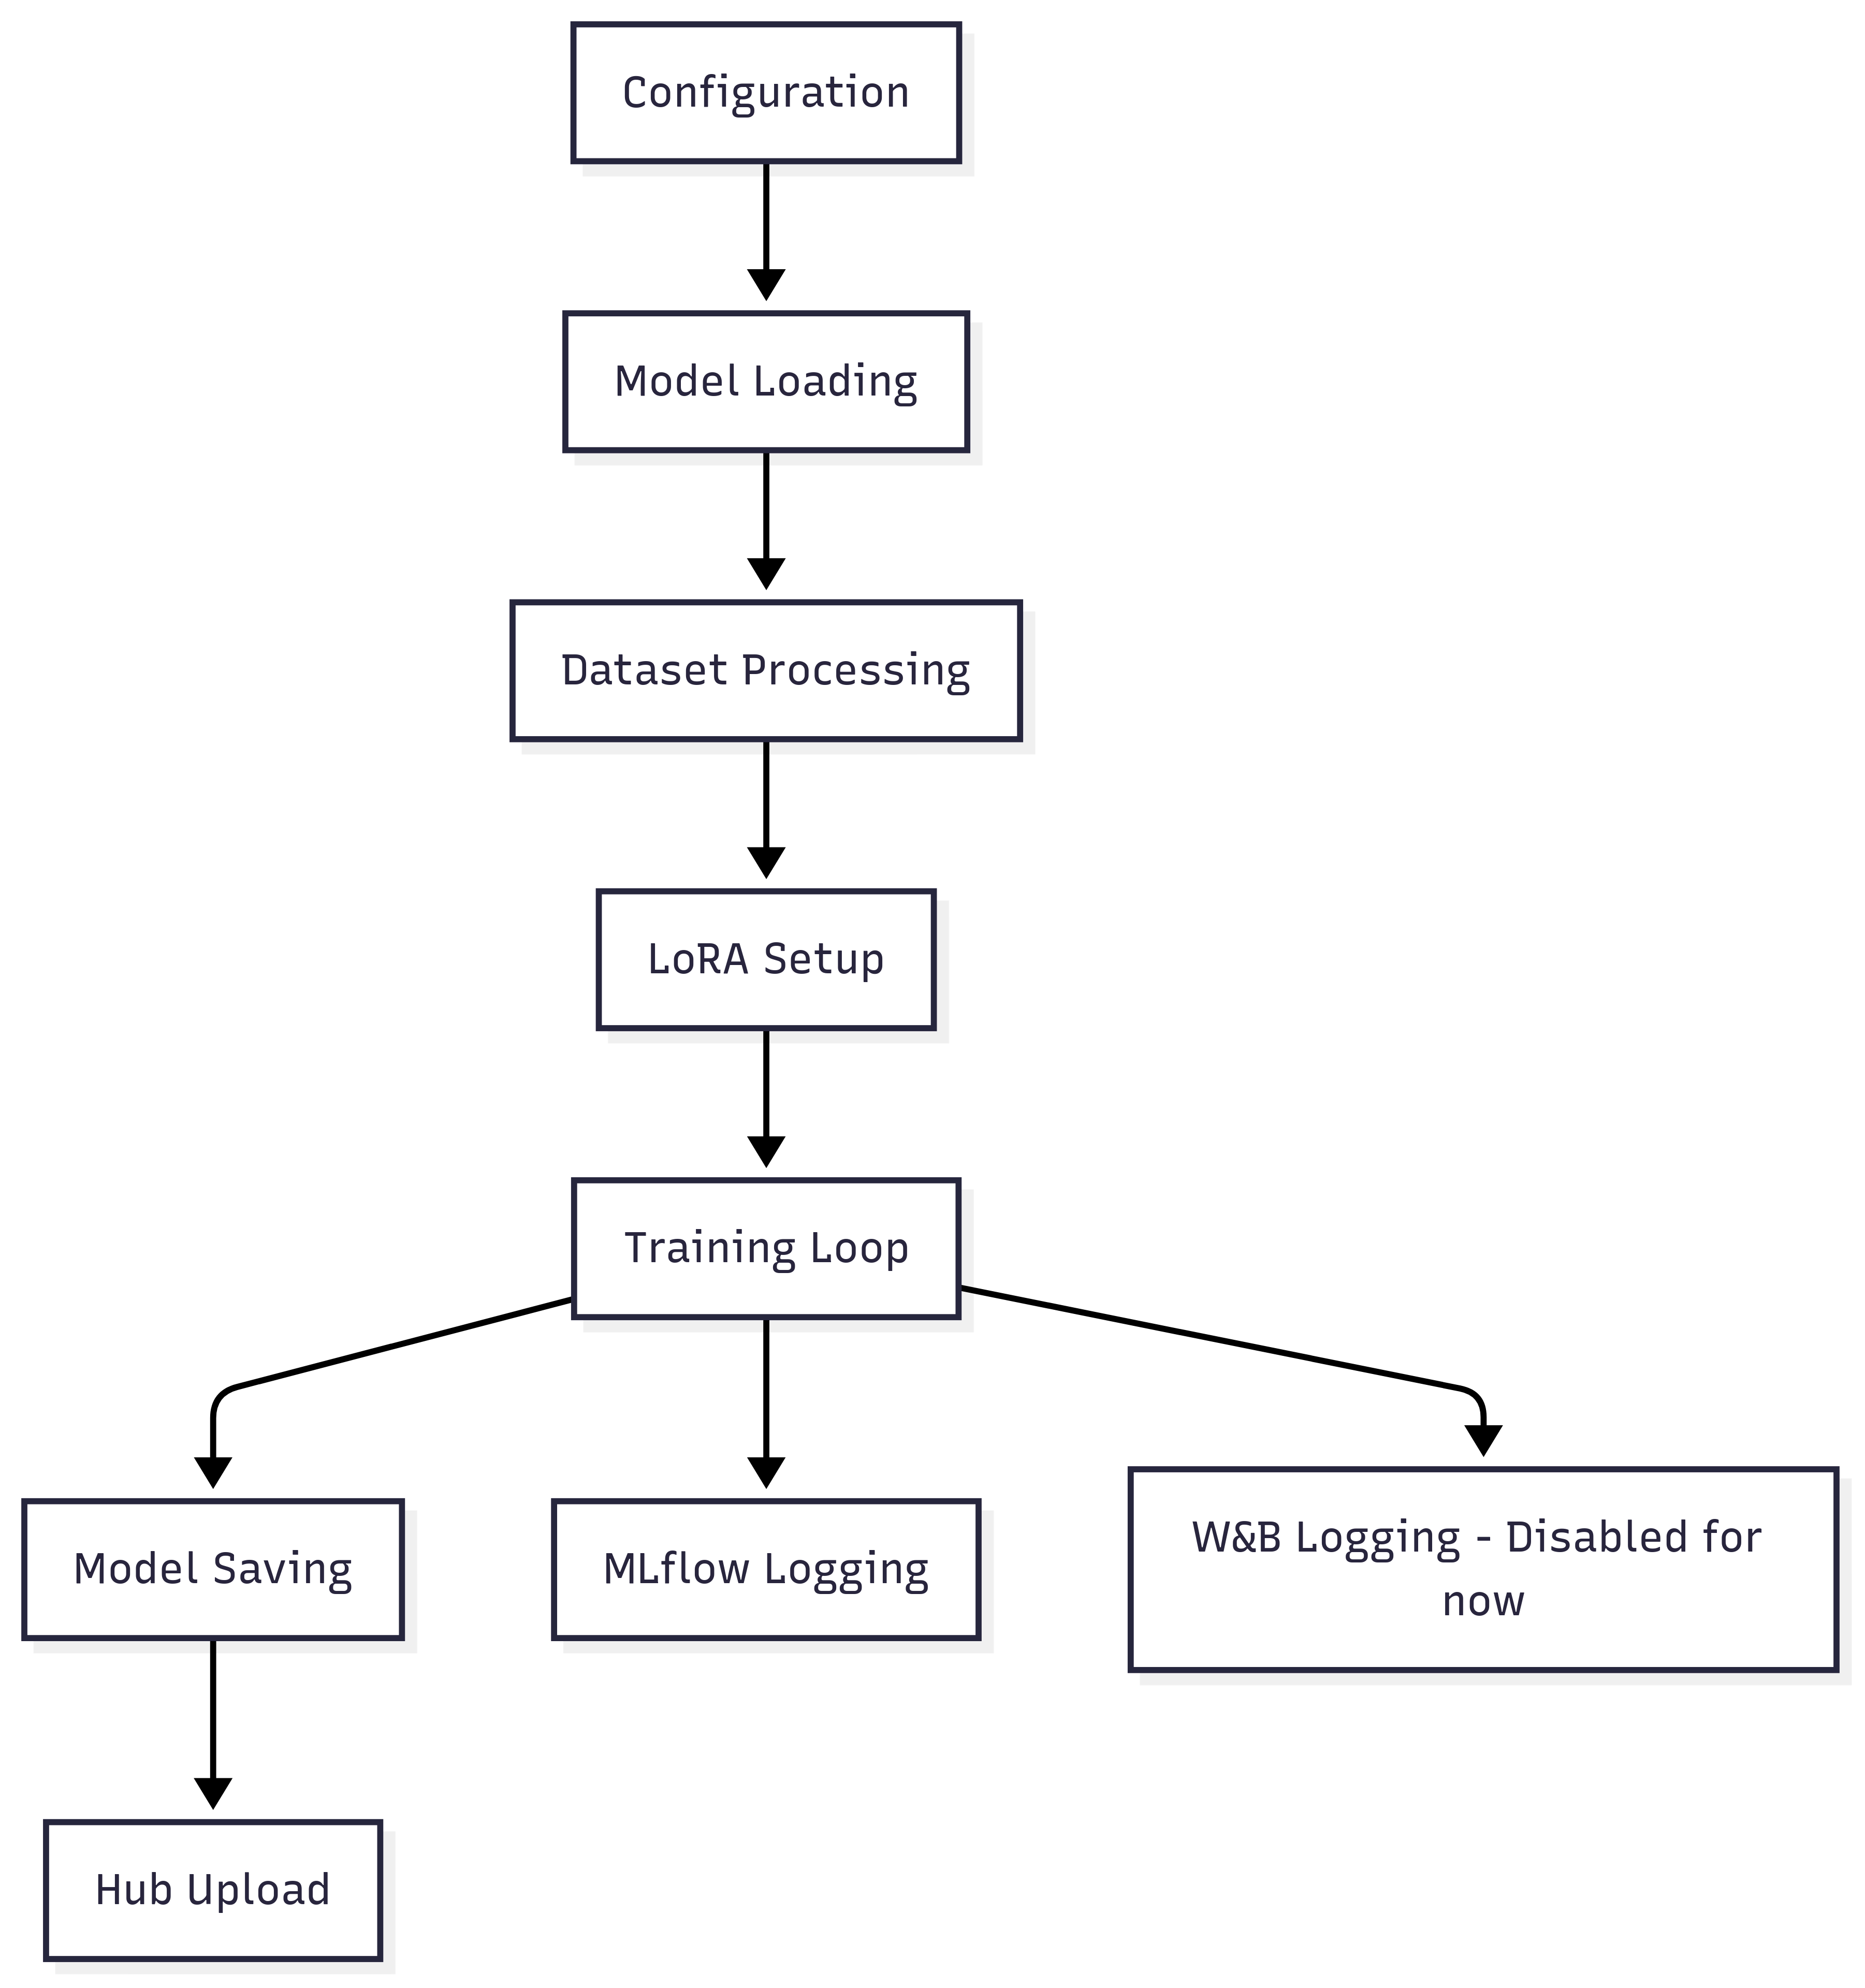 Configuration
Model Loading
Dataset Processing
LoRA Setup
Training Loop
Model Saving
MLflow Logging
W&B Logging - Disabled for
now
Hub Upload